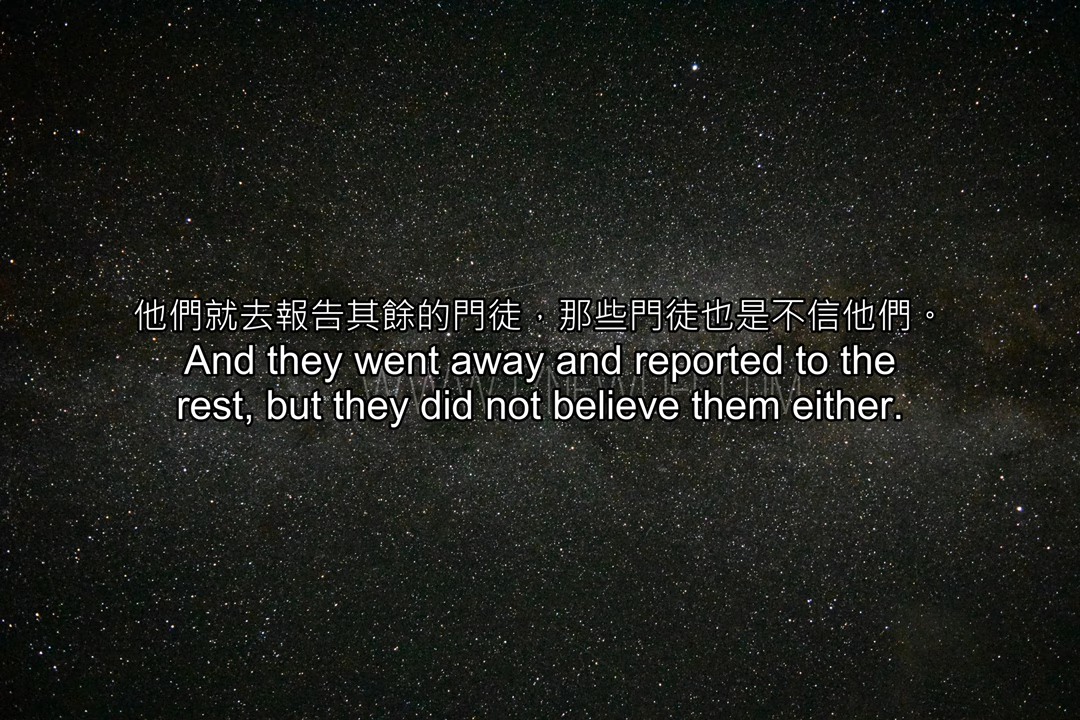 他們就去報告其餘的門徒，那些門徒也是不信他們。
And they went away and reported to the
rest, but they did not believe them either.